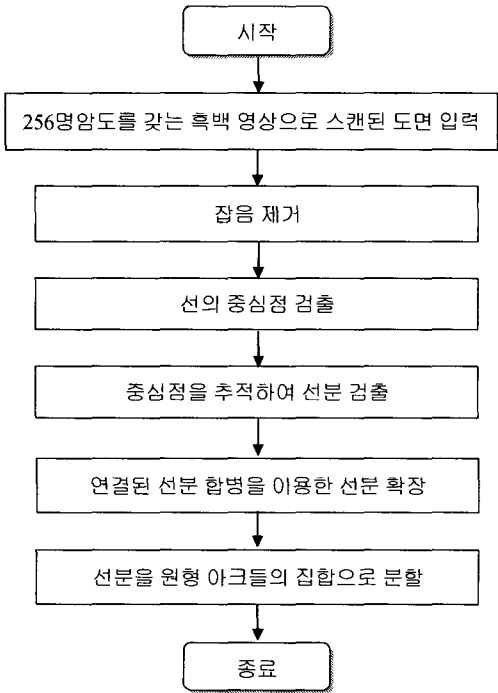 시작
256명암도를 갖는 흑백 영상으로 스캔된 도면 입력
잡음 제거
선의 중심점 검출
중심점을 추적하여 선분 검출
연결된 선분 합병을 이용한 선분 확장
선분을 원형 아크들의 집합으로 분할
종료